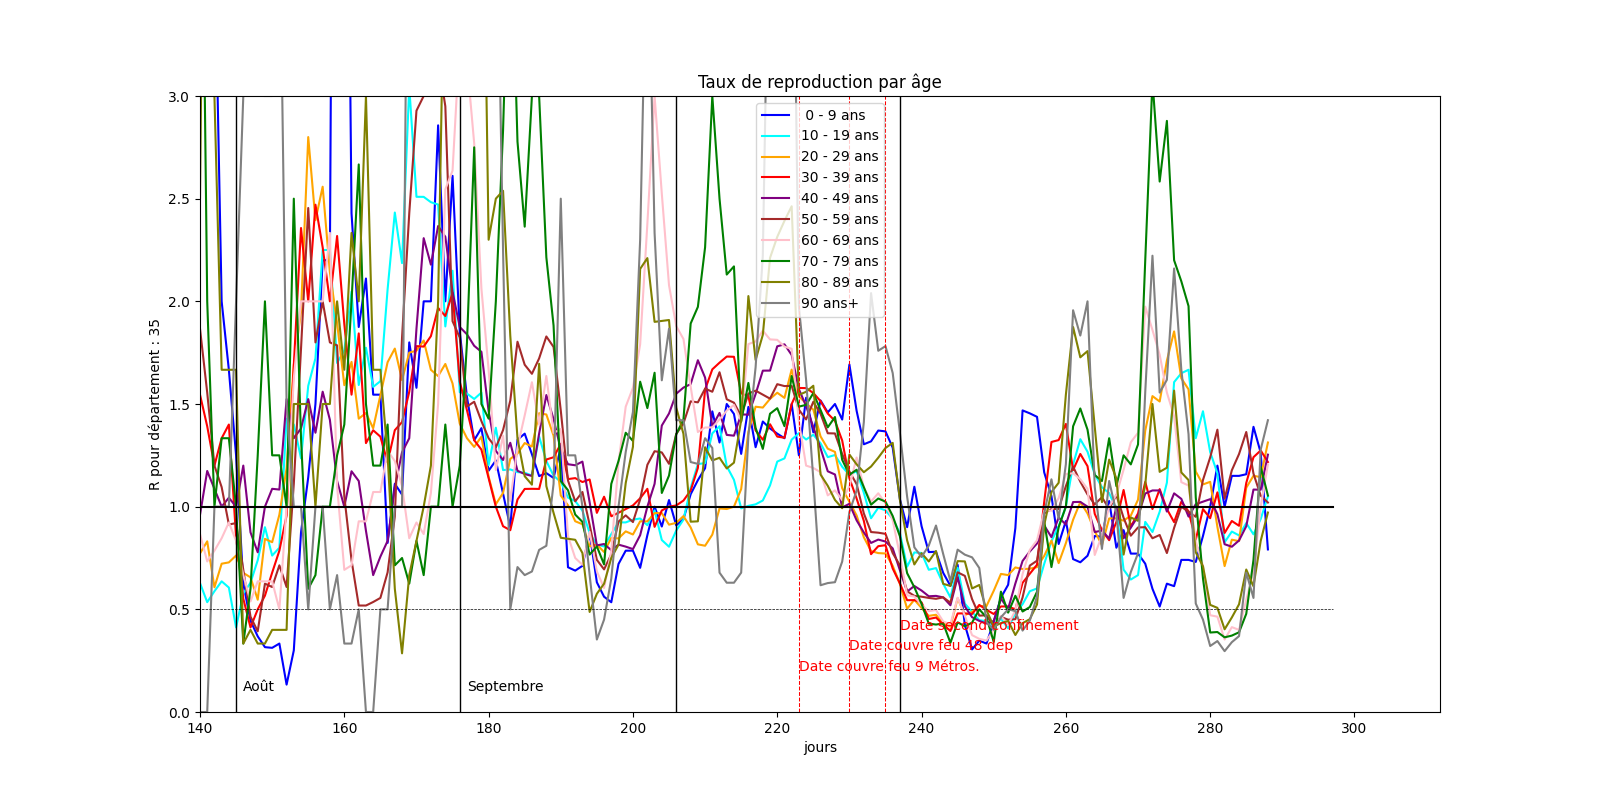 Taux de reproduction par âge
3.0
2.5
2.0
1.5
1.0
0.5
0.0
R pour département : 35
0 - 9 ans
10 - 19 ans
20 - 29 ans
30 - 39 ans
40 - 49 ans
50 - 59 ans
60 - 69 ans
70 - 79 ans
80 - 89 ans
90 ans+
Date second confinement
Date couvre feu 48 dep
Date couvre feu 9 Métros.
Août
Septembre
140 160 180 200 220 240 260 280 300
jours